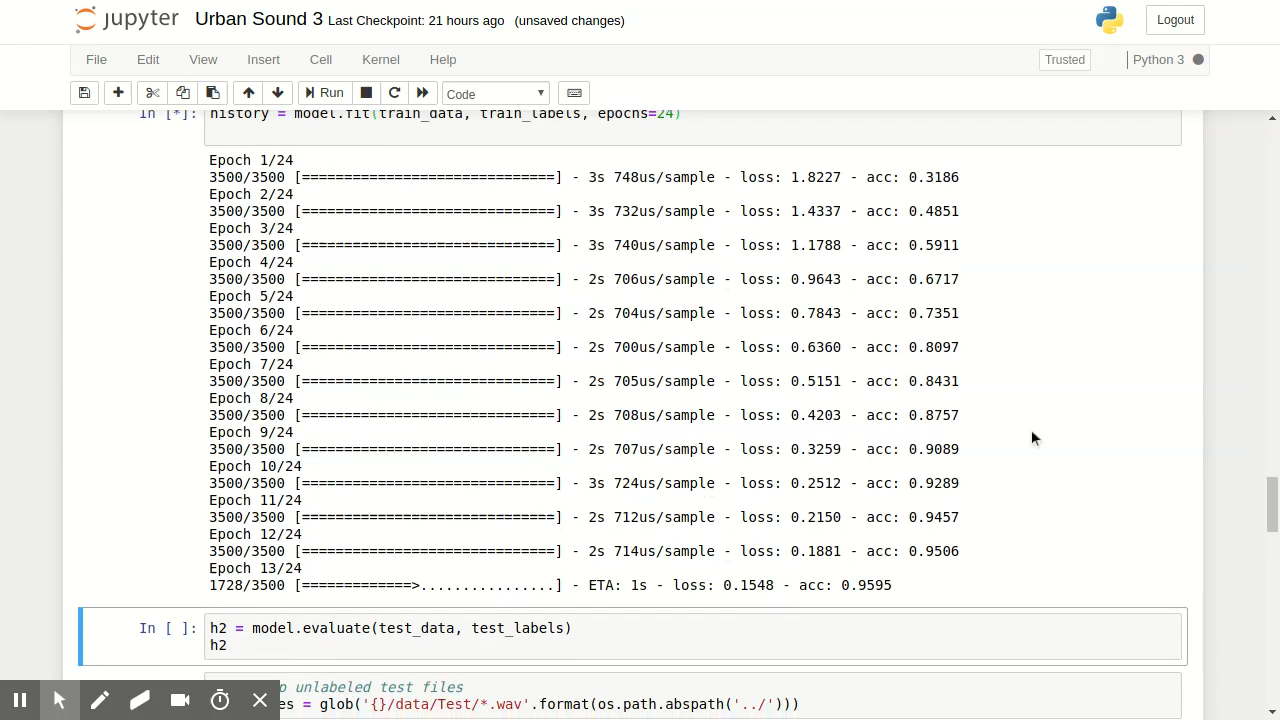 jupyter Urban Sound 3 Last Checkpoint: 21 hours ago (unsaved changes) Logout
File Edit View Insert Cell Kernel Help Trusted Python 3
Run Code
In [*]: history = model.fit(train_data, train_labels, epochs=24)
Epoch 1/24
3500/3500 [==============================] - 3s 748us/sample - loss: 1.8227 - acc: 0.3186
Epoch 2/24
3500/3500 [==============================] - 3s 732us/sample - loss: 1.4337 - acc: 0.4851
Epoch 3/24
3500/3500 [==============================] - 3s 740us/sample - loss: 1.1788 - acc: 0.5911
Epoch 4/24
3500/3500 [==============================] - 2s 706us/sample - loss: 0.9643 - acc: 0.6717
Epoch 5/24
3500/3500 [==============================] - 2s 704us/sample - loss: 0.7843 - acc: 0.7351
Epoch 6/24
3500/3500 [==============================] - 2s 700us/sample - loss: 0.6360 - acc: 0.8097
Epoch 7/24
3500/3500 [==============================] - 2s 705us/sample - loss: 0.5151 - acc: 0.8431
Epoch 8/24
3500/3500 [==============================] - 2s 708us/sample - loss: 0.4203 - acc: 0.8757
Epoch 9/24
3500/3500 [==============================] - 2s 707us/sample - loss: 0.3259 - acc: 0.9089
Epoch 10/24
3500/3500 [==============================] - 3s 724us/sample - loss: 0.2512 - acc: 0.9289
Epoch 11/24
3500/3500 [==============================] - 2s 712us/sample - loss: 0.2150 - acc: 0.9457
Epoch 12/24
3500/3500 [==============================] - 2s 714us/sample - loss: 0.1881 - acc: 0.9506
Epoch 13/24
1728/3500 [=============>................] - ETA: 1s - loss: 0.1548 - acc: 0.9595
In [ ]: h2 = model.evaluate(test_data, test_labels)
h2
unlabeled test files
= glob('{}/data/Test/*.wav'.format(os.path.abspath('../')))